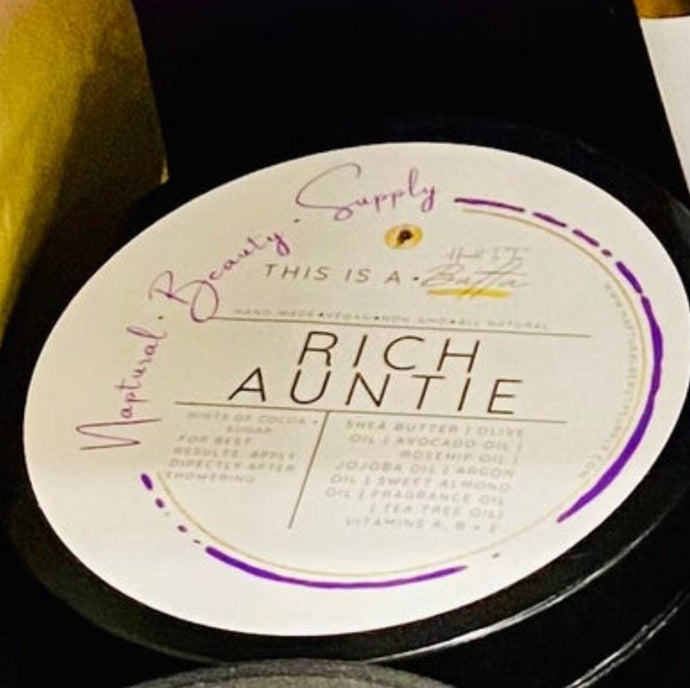 Naptural · Beauty · Supply
THIS IS A · Butta
HAND MADE • VEGAN • NON GMO • ALL NATURAL
RICH
AUNTIE
HINTS OF COCOA +
SUGAR
FOR BEST
RESULTS, APPLE
DIRECTLY AFTER
SHOWERING
SHEA BUTTER | OLIVE
OIL | AVOCADO OIL |
ROSEHIP OIL |
JOJOBA OIL | ARGON
OIL | SWEET ALMOND
OIL | FRAGRANCE OIL
| TEA TREE OIL|
VITAMINS A, B + E